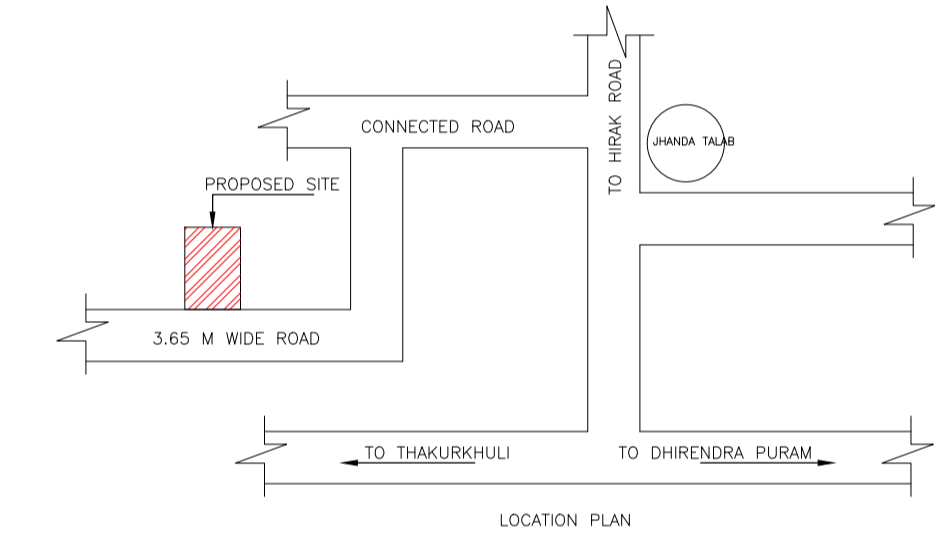 TO HIRAK ROAD
CONNECTED ROAD
JHANDA TALAB
PROPOSED SITE
3.65 M WIDE ROAD
TO THAKURKHULI
TO DHIRENDRA PURAM
LOCATION PLAN